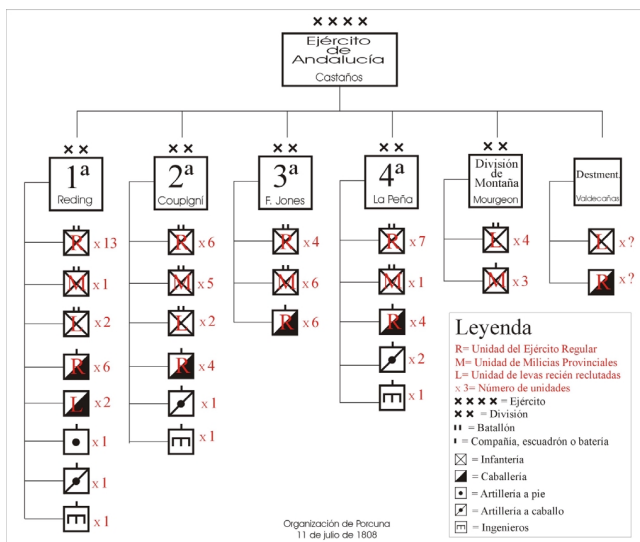 Ejército
de
Andalucía
Castaños
1ª
Reding
2ª
Coupigni
3ª
F. Jones
4ª
La Peña
División
de
Montaña
Mourgeon
Destment.
Valdecañas
R x 13
M x 1
L x 2
R x 6
L x 2
x 1
x 1
x 1
R x 6
M x 5
L x 2
R x 4
x 1
x 1
R x 4
M x 6
R x 6
R x 7
M x 1
R x 4
x 2
x 1
L x 4
M x 3
L x ?
R x ?
Leyenda
R= Unidad del Ejército Regular
M= Unidad de Milicias Provinciales
L= Unidad de levas recién reclutadas
x 3= Número de unidades
= Ejército
= División
= Batallón
= Compañía, escuadrón o batería
= Infantería
= Caballería
= Artillería a pie
= Artillería a caballo
= Ingenieros
Organización de Porcuna
11 de julio de 1808